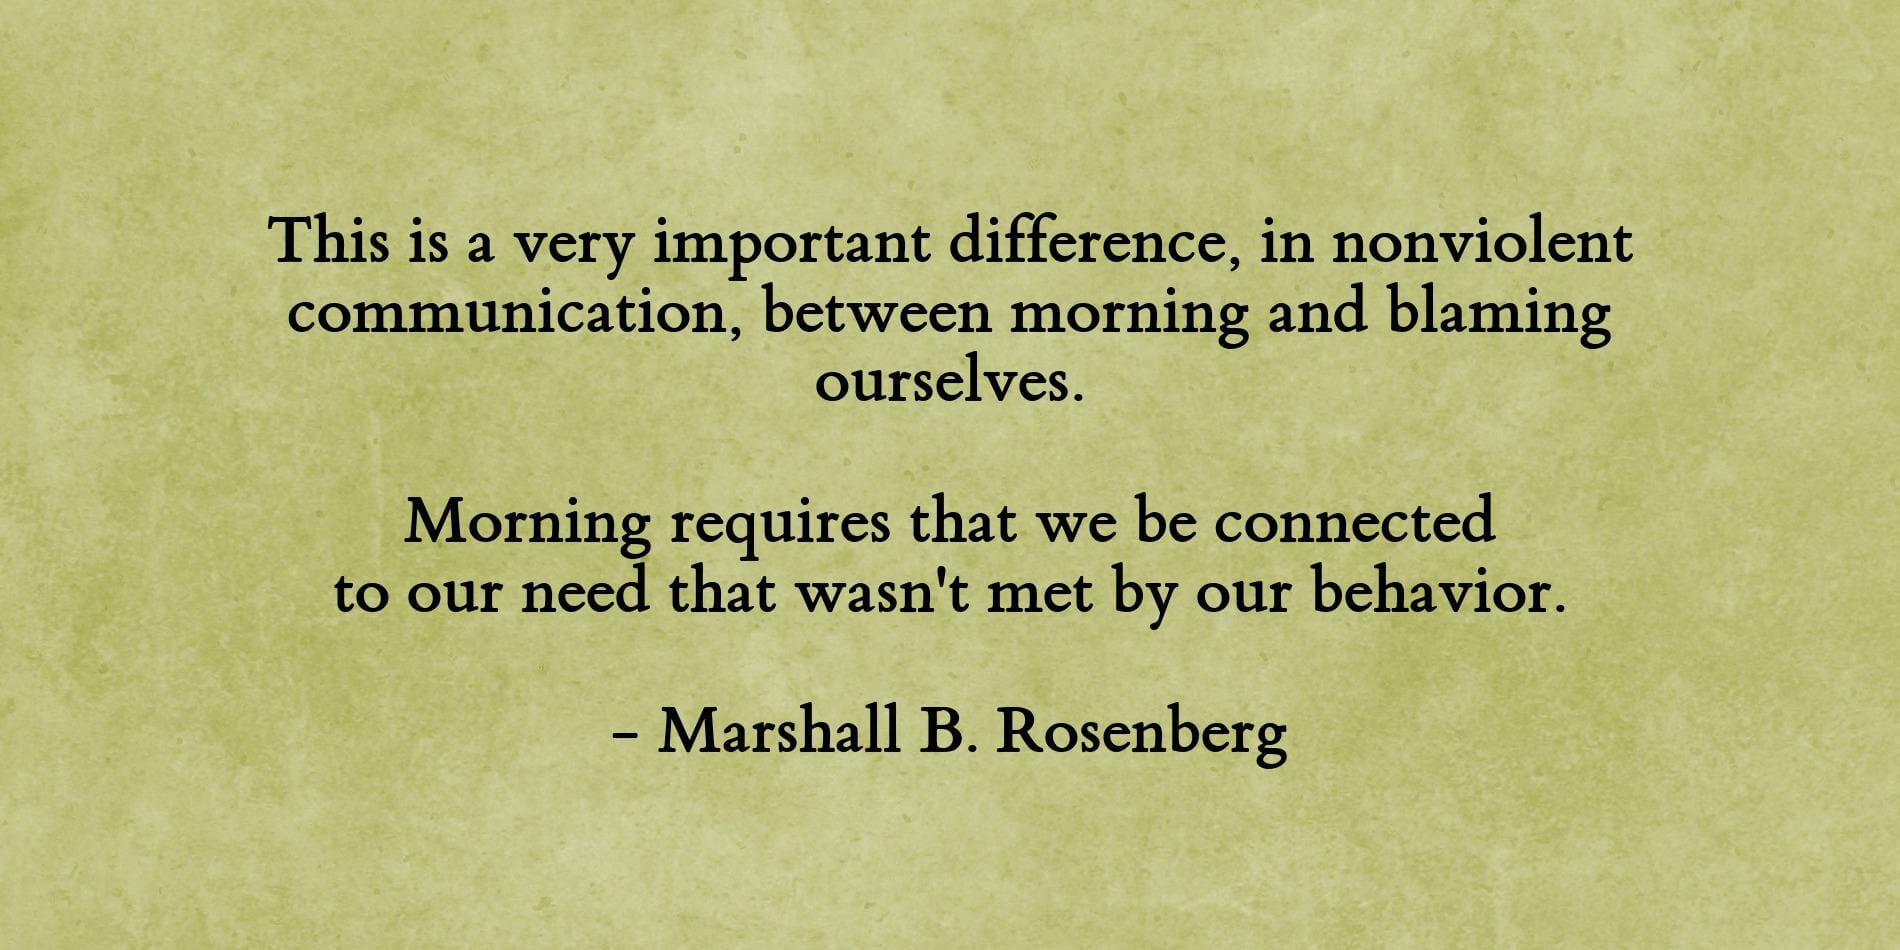 This is a very important difference, in nonviolent
communication, between morning and blaming
ourselves.
Morning requires that we be connected
to our need that wasn't met by our behavior.
– Marshall B. Rosenberg